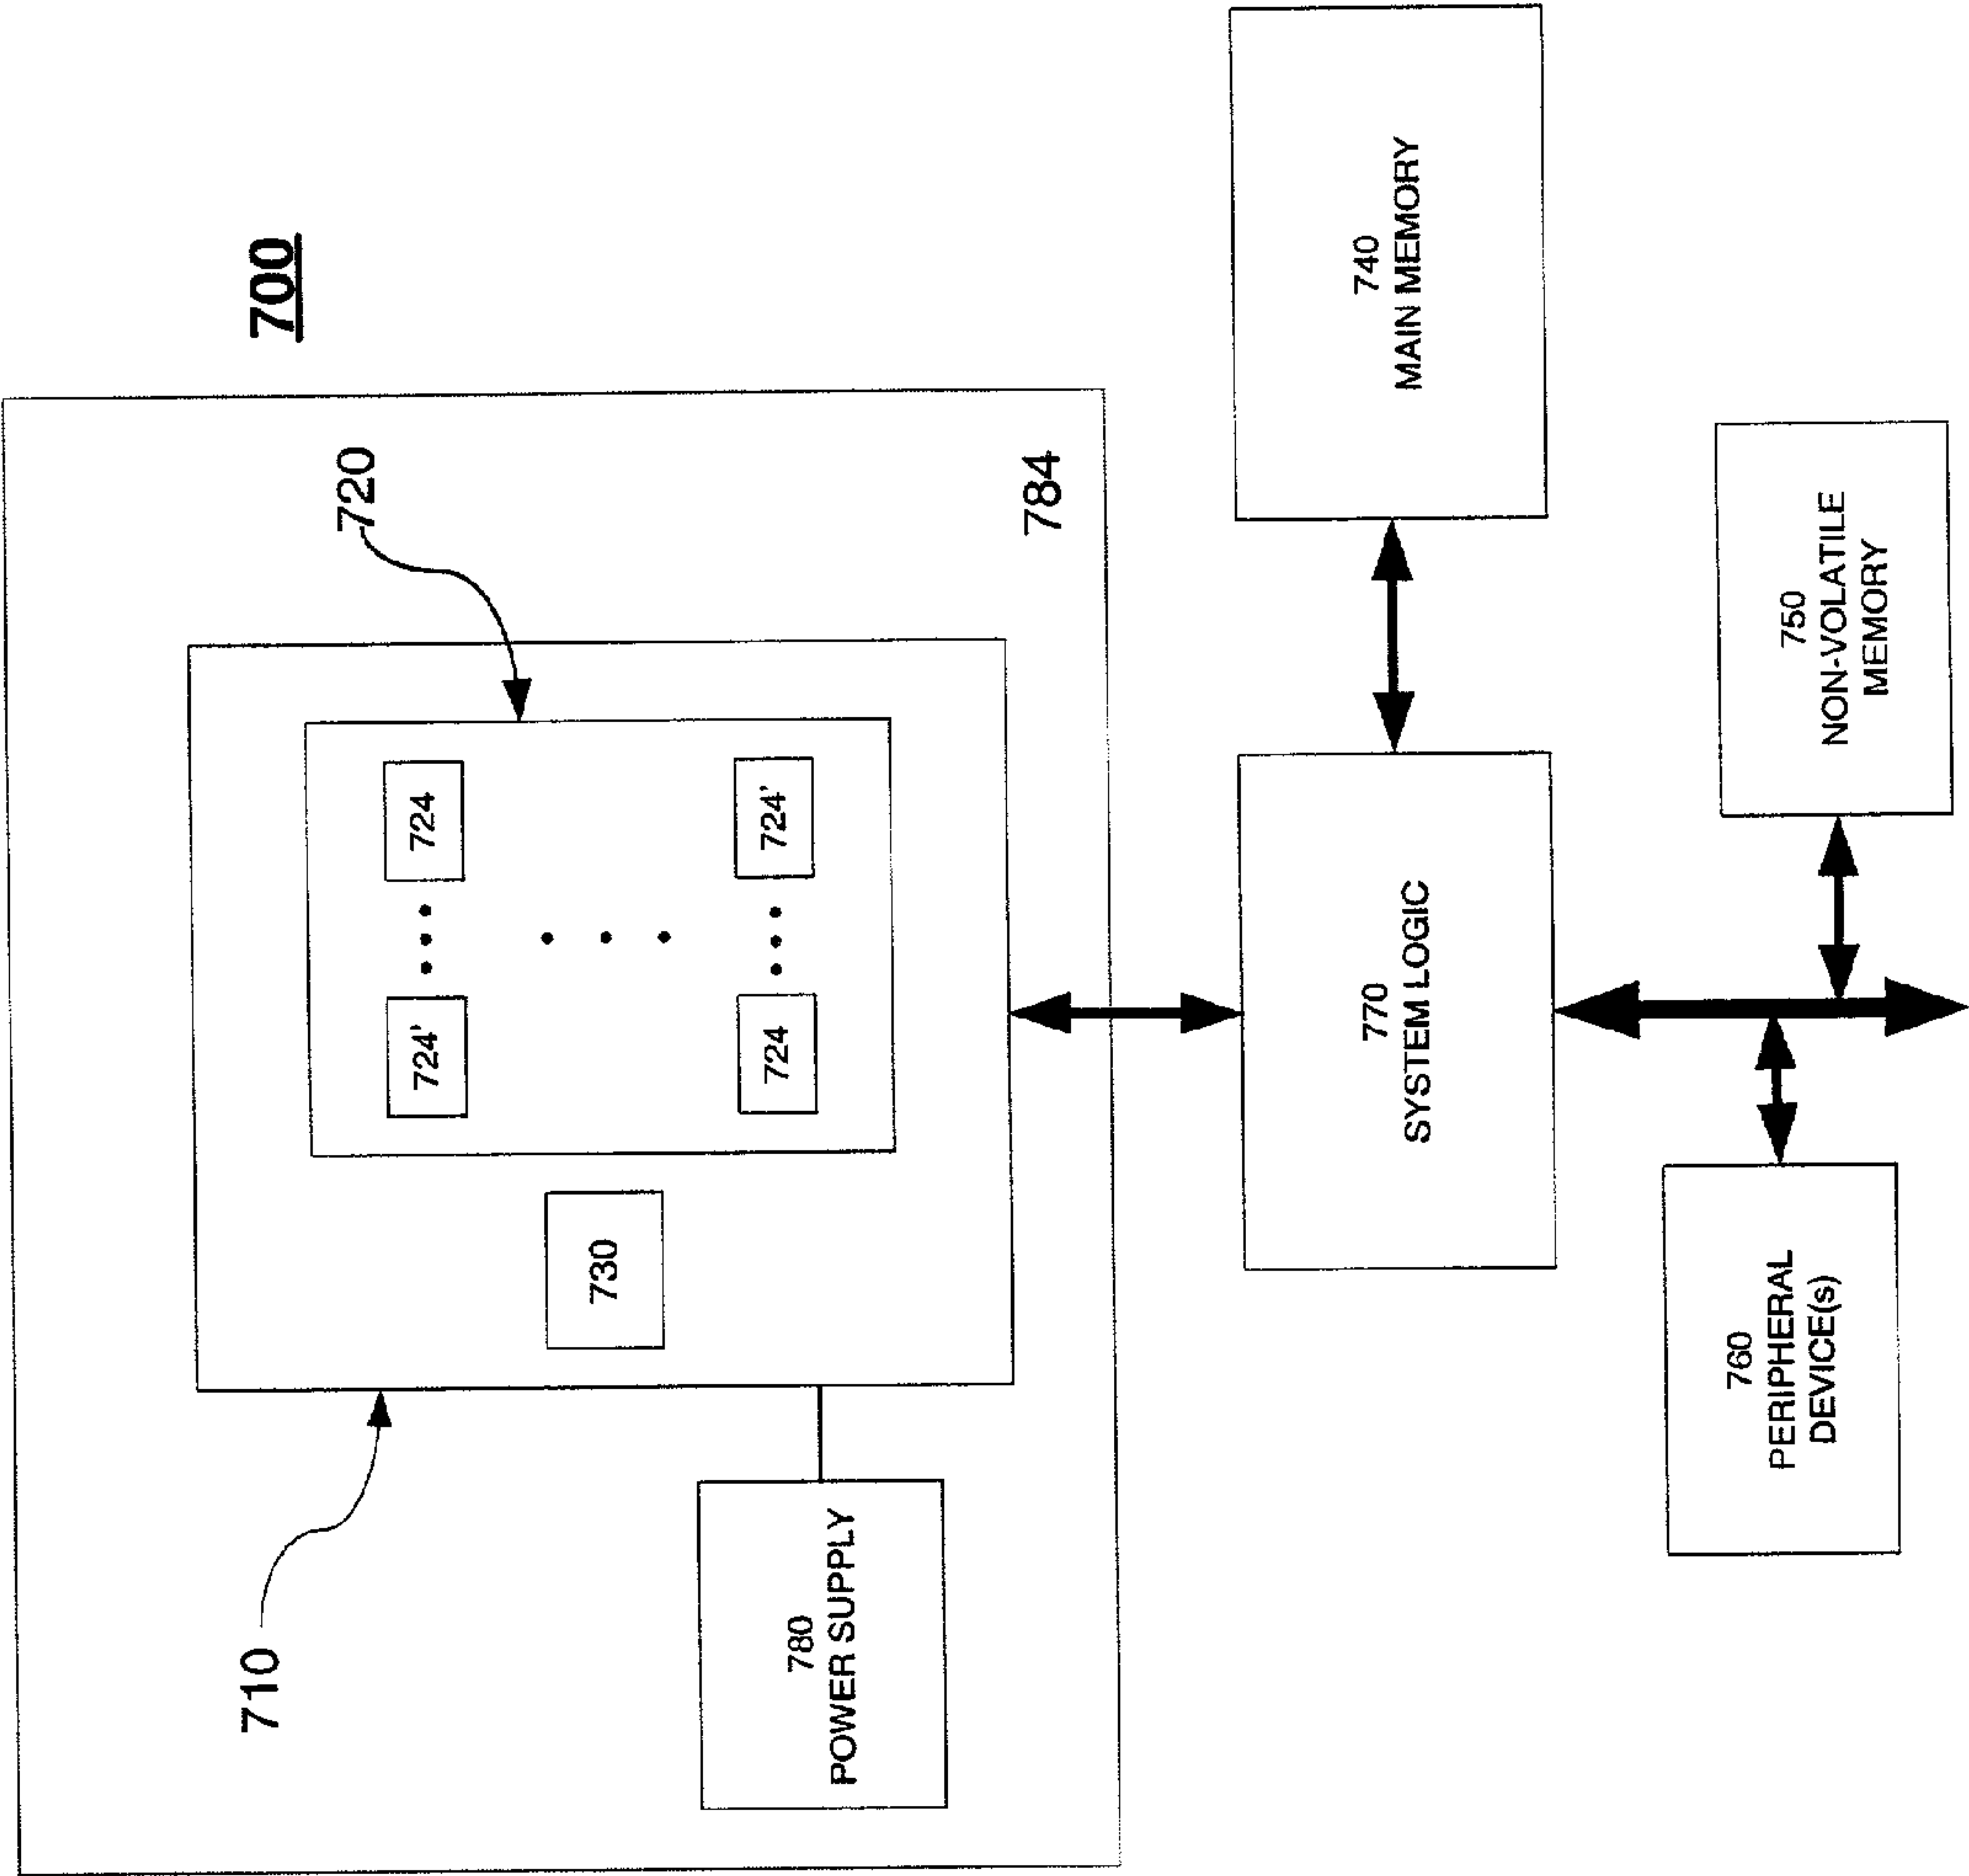 700
710
720
724'
724
724
724'
730
784
780
POWER SUPPLY
770
SYSTEM LOGIC
740
MAIN MEMORY
760
PERIPHERAL
DEVICE(s)
750
NON-VOLATILE
MEMORY